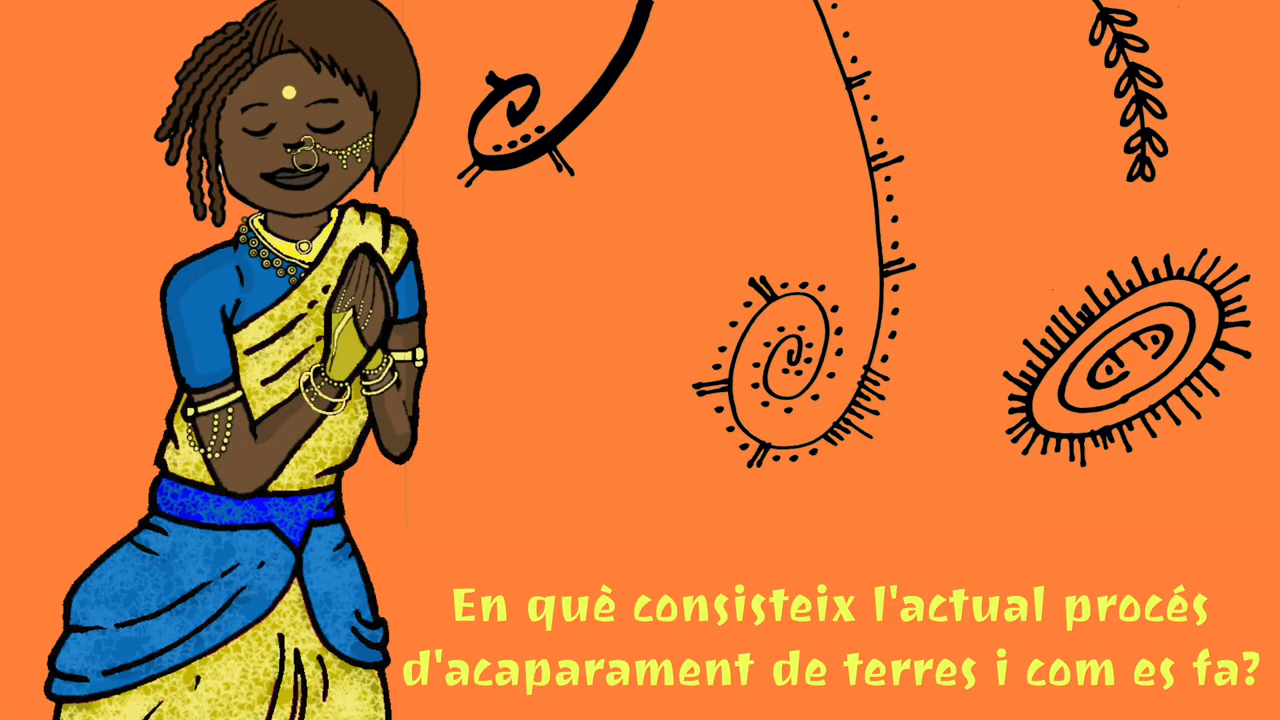 En què consisteix l'actual procés
d'acaparament de terres i com es fa?